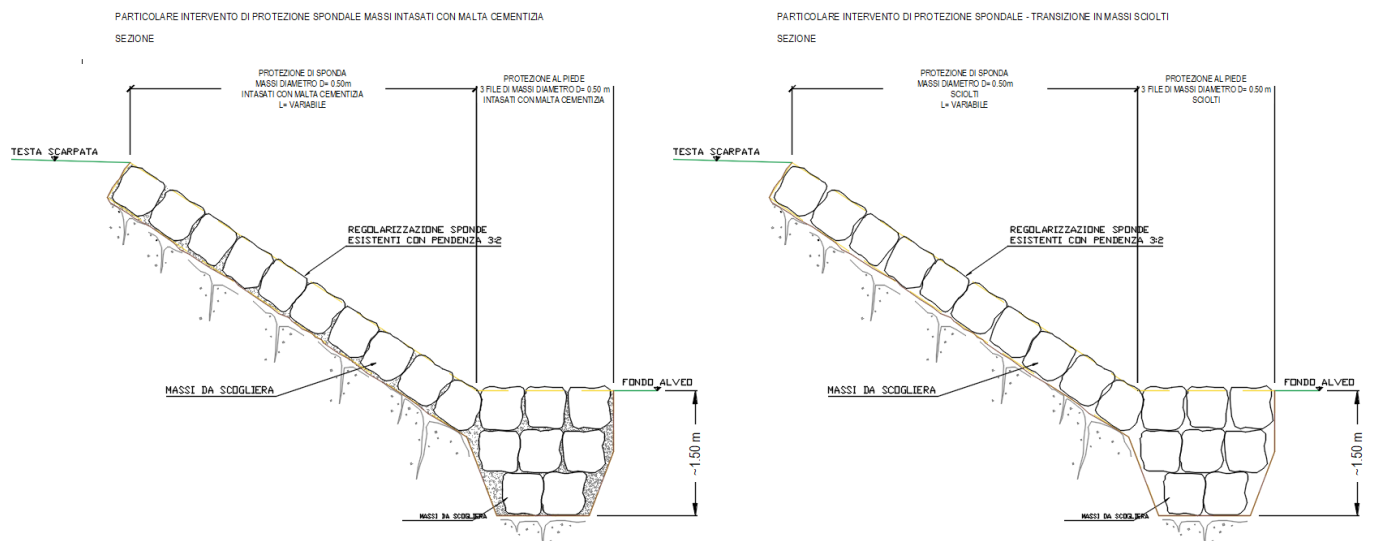 PARTICOLARE INTERVENTO DI PROTEZIONE SPONDALE MASSI INTASATI CON MALTA CEMENTIZIA
SEZIONE
PROTEZIONE DI SPONDA
MASSI DIAMETRO D= 0.50m
INTASATI CON MALTA CEMENTIZIA
L= VARIABILE
PROTEZIONE AL PIEDE
3 FILE DI MASSI DIAMETRO D= 0.50 m
INTASATI CON MALTA CEMENTIZIA
TESTA SCARPATA
REGOLARIZZAZIONE SPONDE
ESISTENTI CON PENDENZA 3:2
MASSI DA SCOGLIERA
FONDO ALVEO
~1.50 m
MASSI DA SCOGLIERA
PARTICOLARE INTERVENTO DI PROTEZIONE SPONDALE - TRANSIZIONE IN MASSI SCIOLTI
SEZIONE
PROTEZIONE DI SPONDA
MASSI DIAMETRO D= 0.50m
SCIOLTI
L= VARIABILE
PROTEZIONE AL PIEDE
3 FILE DI MASSI DIAMETRO D= 0.50 m
SCIOLTI
TESTA SCARPATA
REGOLARIZZAZIONE SPONDE
ESISTENTI CON PENDENZA 3:2
MASSI DA SCOGLIERA
FONDO ALVEO
~1.50 m
MASSI DA SCOGLIERA